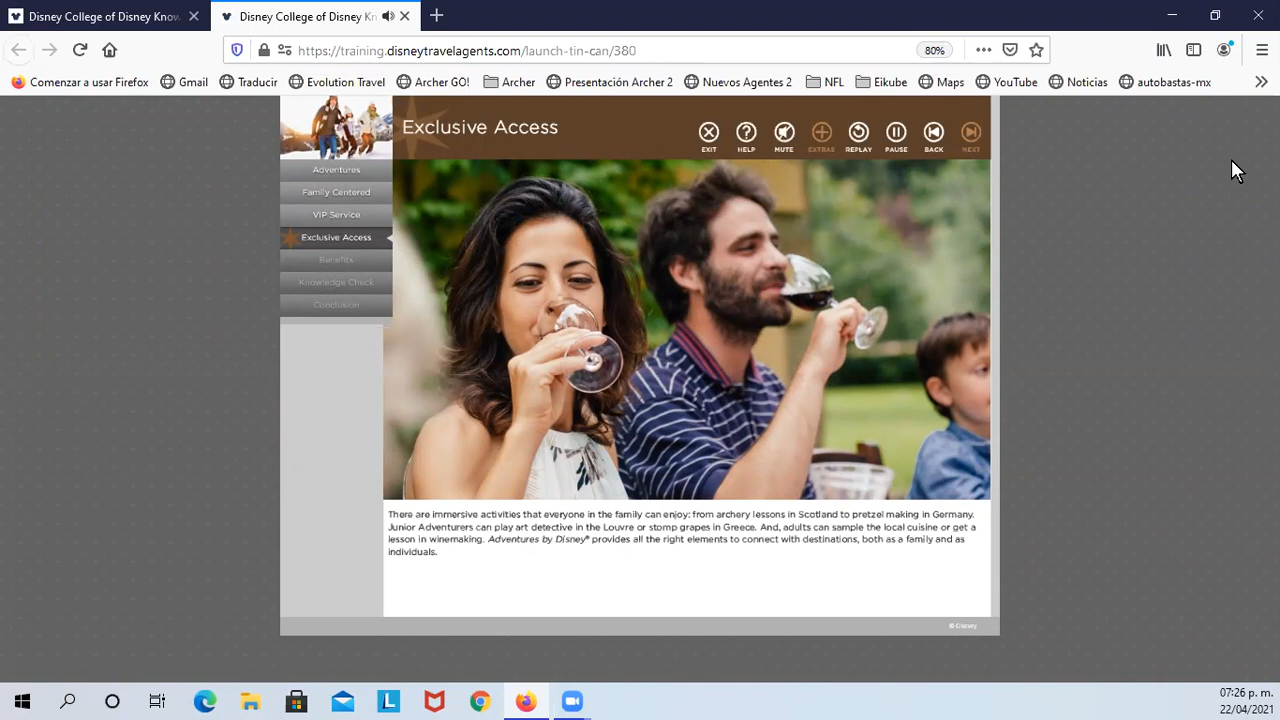 Disney College of Disney Know
Disney College of Disney Kn
https://training.disneytravelagents.com/launch-tin-can/380
80%
Comenzar a usar Firefox
Gmail
Traducir
Evolution Travel
Archer GO!
Archer
Presentación Archer 2
Nuevos Agentes 2
NFL
Eikube
Maps
YouTube
Noticias
autobastas-mx
Exclusive Access
EXIT
HELP
MUTE
EXTRAS
REPLAY
PAUSE
BACK
NEXT
Adventures
Family Centered
VIP Service
Exclusive Access
Benefits
Knowledge Check
Conclusion
There are immersive activities that everyone in the family can enjoy: from archery lessons in Scotland to pretzel making in Germany.
Junior Adventurers can play art detective in the Louvre or stomp grapes in Greece. And, adults can sample the local cuisine or get a
lesson in winemaking. Adventures by Disney® provides all the right elements to connect with destinations, both as a family and as
individuals.
© Disney
07:26 p. m.
22/04/2021